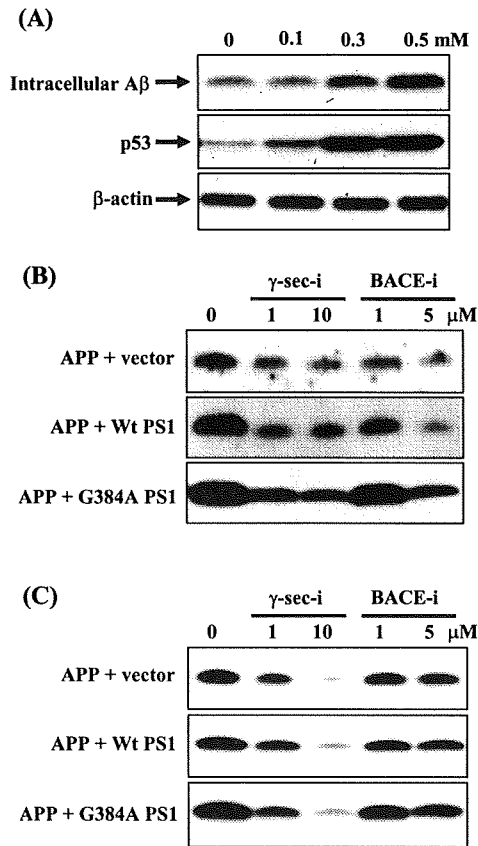 (A)
0 0.1 0.3 0.5 mM
Intracellular Aβ
p53
β-actin
(B)
γ-sec-i BACE-i
0 1 10 1 5 μM
APP + vector
APP + Wt PS1
APP + G384A PS1
(C)
γ-sec-i BACE-i
0 1 10 1 5 μM
APP + vector
APP + Wt PS1
APP + G384A PS1